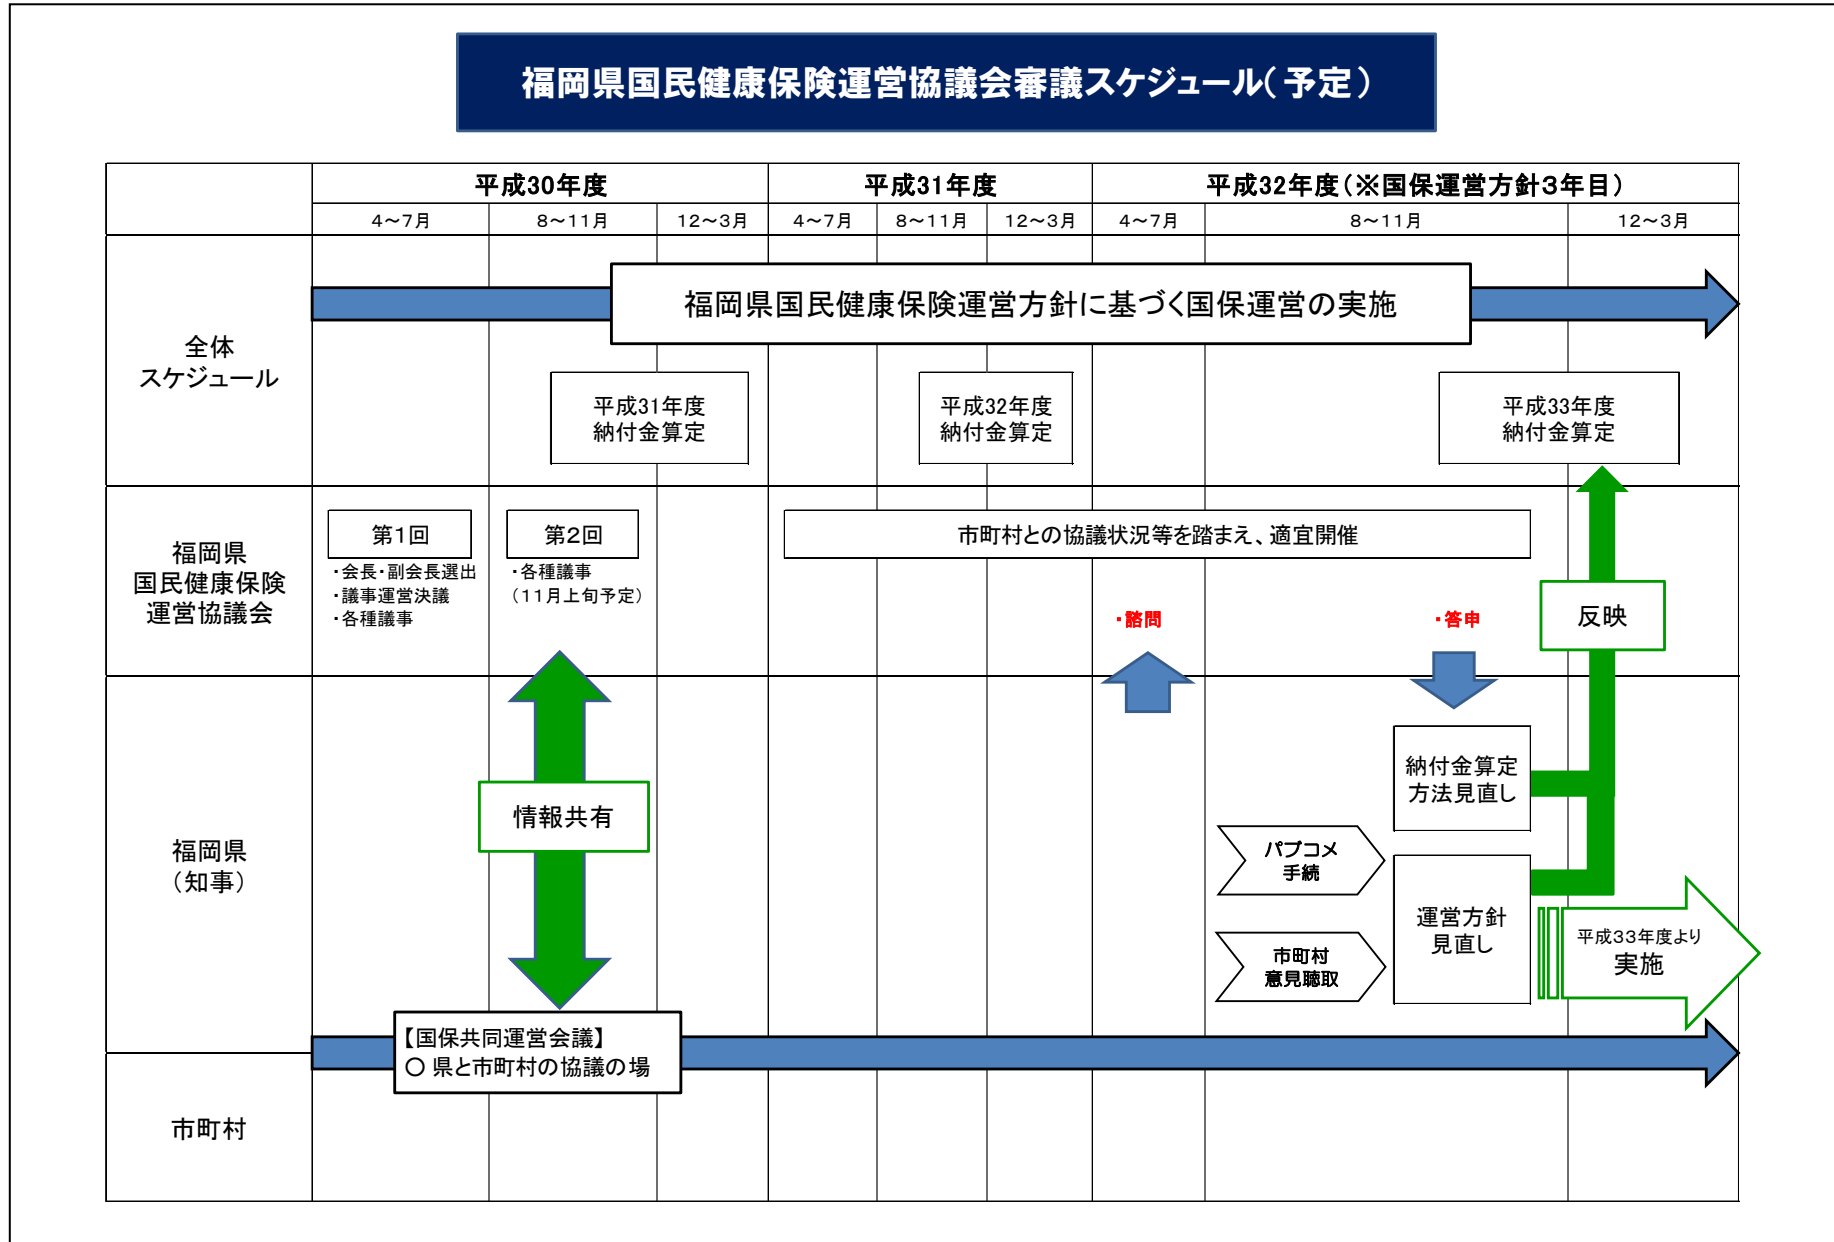 福岡県国民健康保険運営協議会審議スケジュール(予定)
平成30年度
平成31年度
平成32年度(※国保運営方針3年目)
4～7月
8～11月
12～3月
4～7月
8～11月
12～3月
4～7月
8～11月
12～3月
全体
スケジュール
福岡県国民健康保険運営方針に基づく国保運営の実施
平成31年度
納付金算定
平成32年度
納付金算定
平成33年度
納付金算定
福岡県
国民健康保険
運営協議会
第1回
・会長・副会長選出
・議事運営決議
・各種議事
第2回
・各種議事
(11月上旬予定)
市町村との協議状況等を踏まえ、適宜開催
・諮問
・答申
反映
福岡県
(知事)
情報共有
納付金算定
方法見直し
パブコメ
手続
市町村
意見聴取
運営方針
見直し
平成33年度より
実施
【国保共同運営会議】
○ 県と市町村の協議の場
市町村